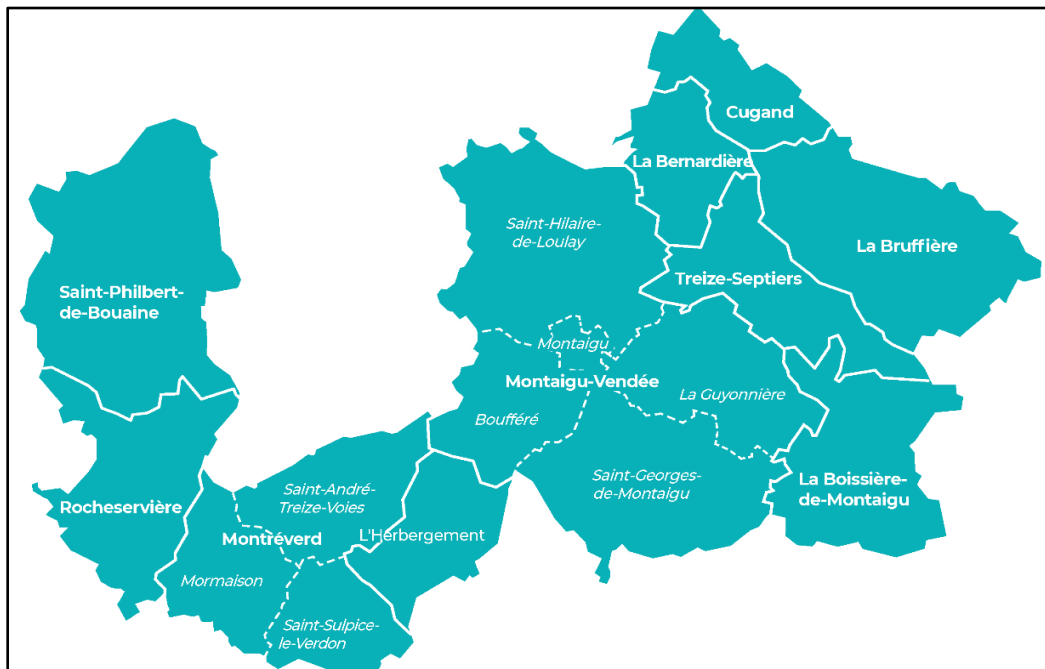 Cugand
La Bernardière
Saint-Hilaire-
de-Loulay
La Bruffière
Treize-Septiers
Saint-Philbert-
de-Bouaine
Montaigu
Montaigu-Vendée
La Guyonnière
Boufféré
Saint-Georges-
de-Montaigu
La Boissière-
de-Montaigu
Rocheservière
Saint-André-
Treize-Voies
L'Herbergement
Montréverd
Mormaison
Saint-Sulpice-
le-Verdon